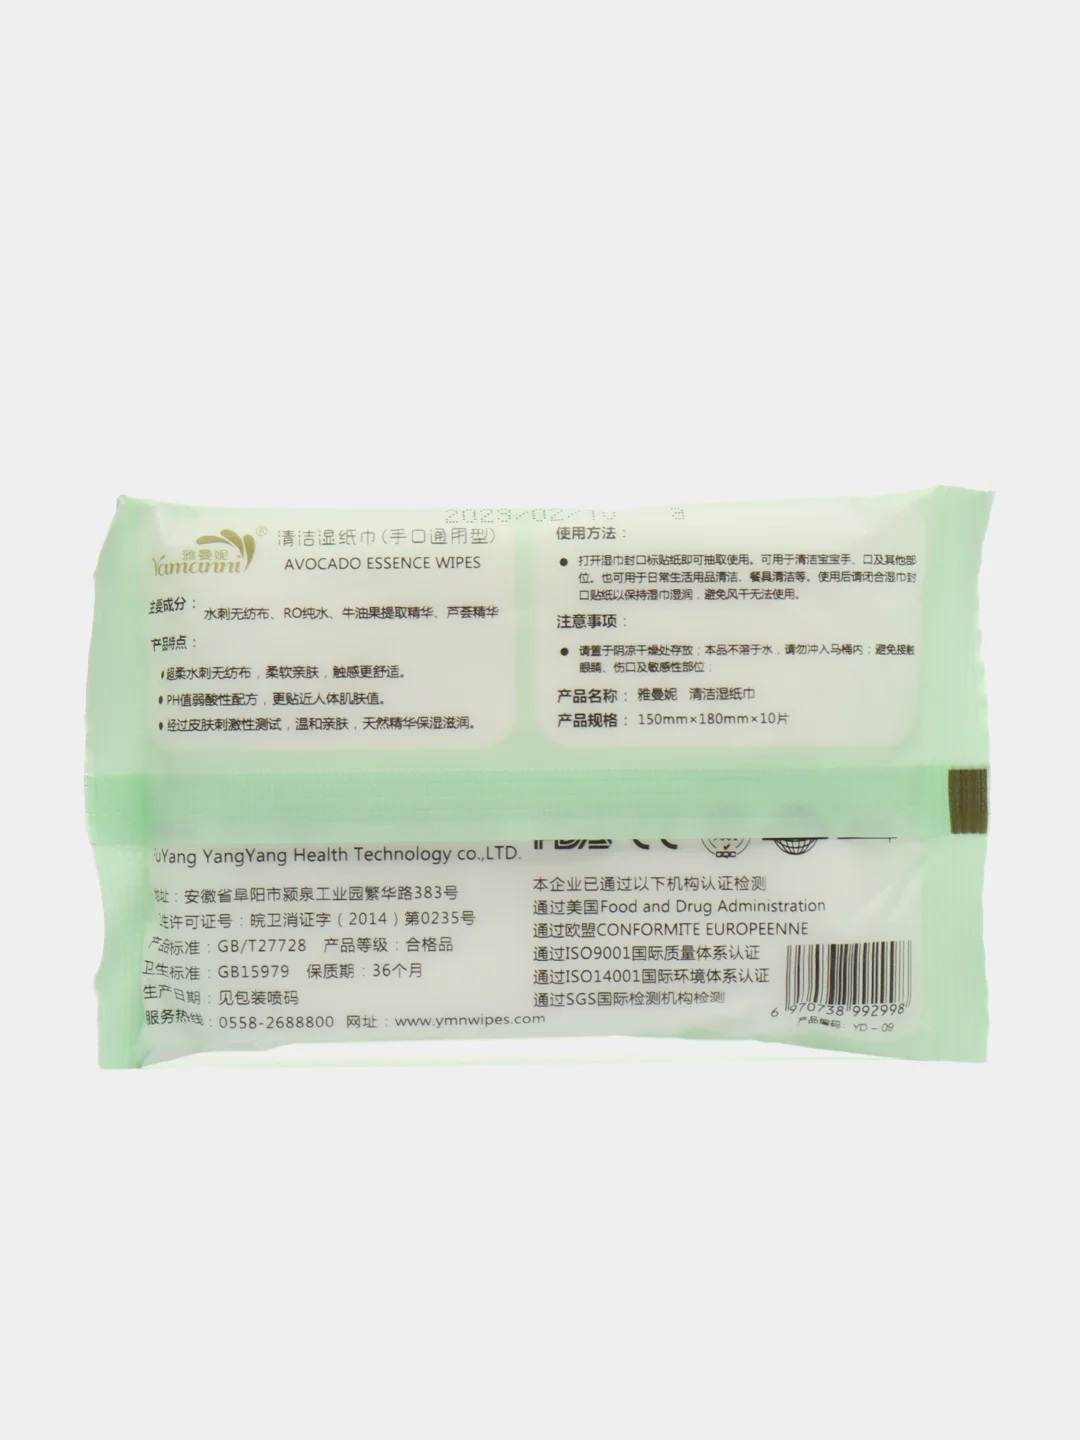 2023/02/10 3
雅曼妮
Yamanni ®
清洁湿纸巾(手口通用型)
AVOCADO ESSENCE WIPES
主要成分：
水刺无纺布、RO纯水、牛油果提取精华、芦荟精华
产品特点：
超柔水刺无纺布，柔软亲肤，触感更舒适。
PH值弱酸性配方，更贴近人体肌肤值。
经过皮肤刺激性测试，温和亲肤，天然精华保湿滋润。
使用方法：
● 打开湿巾封口标贴纸即可抽取使用。可用于清洁宝宝手、口及其他部
位。也可用于日常生活用品清洁、餐具清洁等。使用后请闭合湿巾封
口贴纸以保持湿巾湿润，避免风干无法使用。
注意事项：
● 请置于阴凉干燥处存放；本品不溶于水，请勿冲入马桶内；避免接触
眼睛、伤口及敏感性部位；
产品名称： 雅曼妮 清洁湿纸巾
产品规格：150mm×180mm×10片
FuYang YangYang Health Technology co.,LTD.
地址：安徽省阜阳市颍泉工业园繁华路383号
许可证号：皖卫消证字（2014）第0235号
产品标准：GB/T27728 产品等级：合格品
卫生标准：GB15979 保质期：36个月
生产日期：见包装喷码
服务热线：0558-2688800 网址：www.ymnwipes.com
本企业已通过以下机构认证检测
通过美国Food and Drug Administration
通过欧盟CONFORMITE EUROPEENNE
通过ISO9001国际质量体系认证
通过ISO14001国际环境体系认证
通过SGS国际检测机构检测
6 970738 992998
产品编码：YD-09